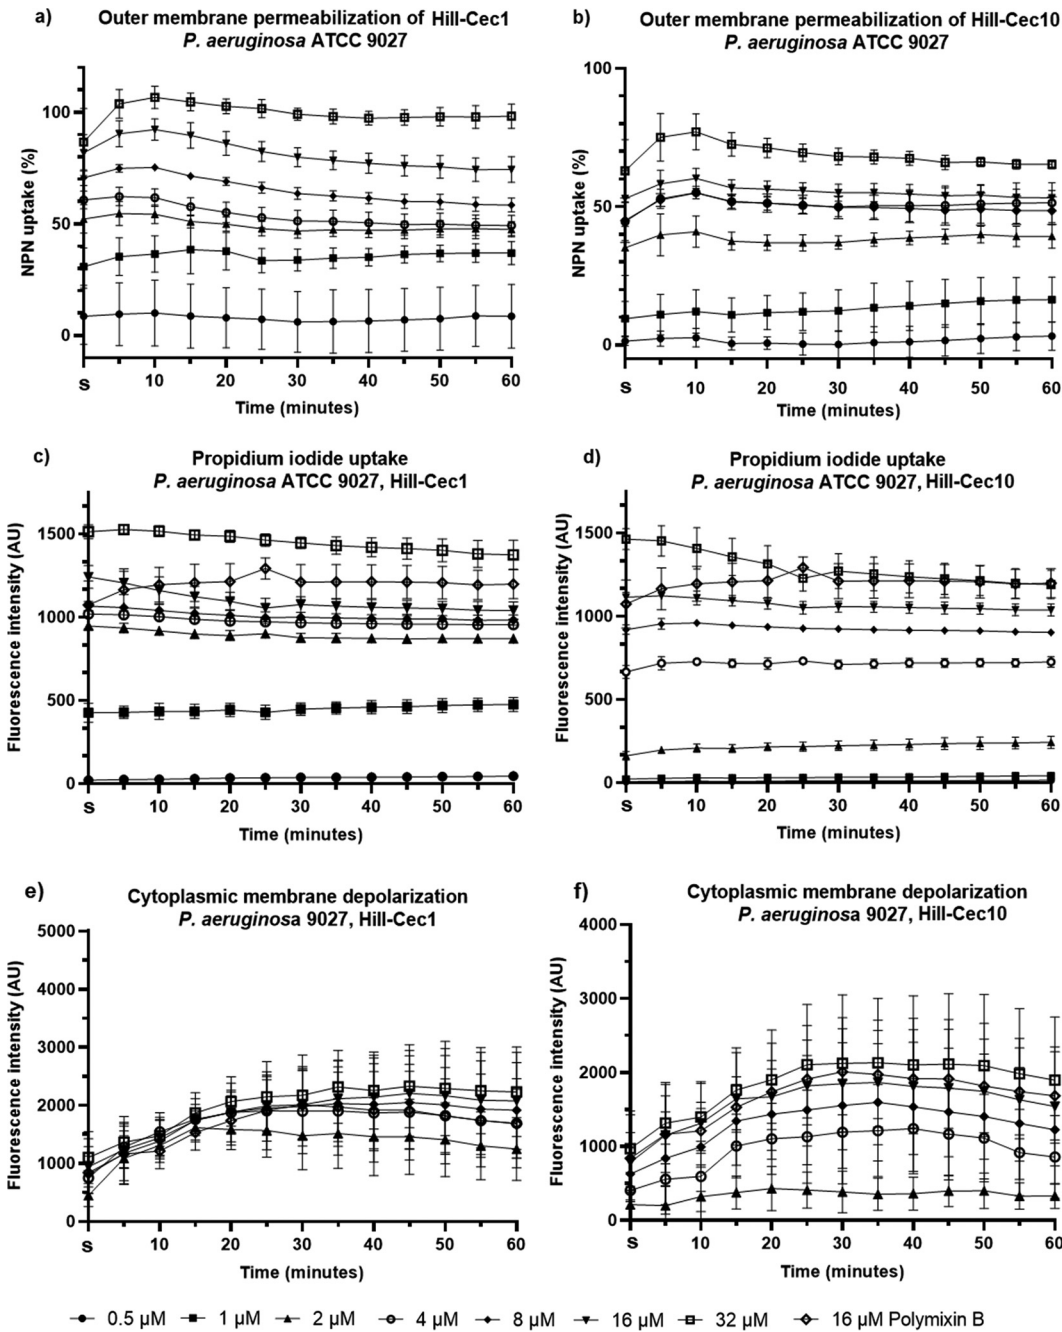 a) Outer membrane permeabilization of Hill-Cec1
P. aeruginosa ATCC 9027
NPN uptake (%)
100
50
0
S 10 20 30 40 50 60
Time (minutes)
b) Outer membrane permeabilization of Hill-Cec10
P. aeruginosa ATCC 9027
NPN uptake (%)
100
50
0
S 10 20 30 40 50 60
Time (minutes)
c) Propidium iodide uptake
P. aeruginosa ATCC 9027, Hill-Cec1
Fluorescence intensity (AU)
1500
1000
500
0
S 10 20 30 40 50 60
Time (minutes)
d) Propidium iodide uptake
P. aeruginosa ATCC 9027, Hill-Cec10
Fluorescence intensity (AU)
1500
1000
500
0
S 10 20 30 40 50 60
Time (minutes)
e) Cytoplasmic membrane depolarization
P. aeruginosa 9027, Hill-Cec1
Fluorescence intensity (AU)
5000
4000
3000
2000
1000
0
S 10 20 30 40 50 60
Time (minutes)
f) Cytoplasmic membrane depolarization
P. aeruginosa 9027, Hill-Cec10
Fluorescence intensity (AU)
4000
3000
2000
1000
0
S 10 20 30 40 50 60
Time (minutes)
0.5 µM 1 µM 2 µM 4 µM 8 µM 16 µM 32 µM 16 µM Polymixin B